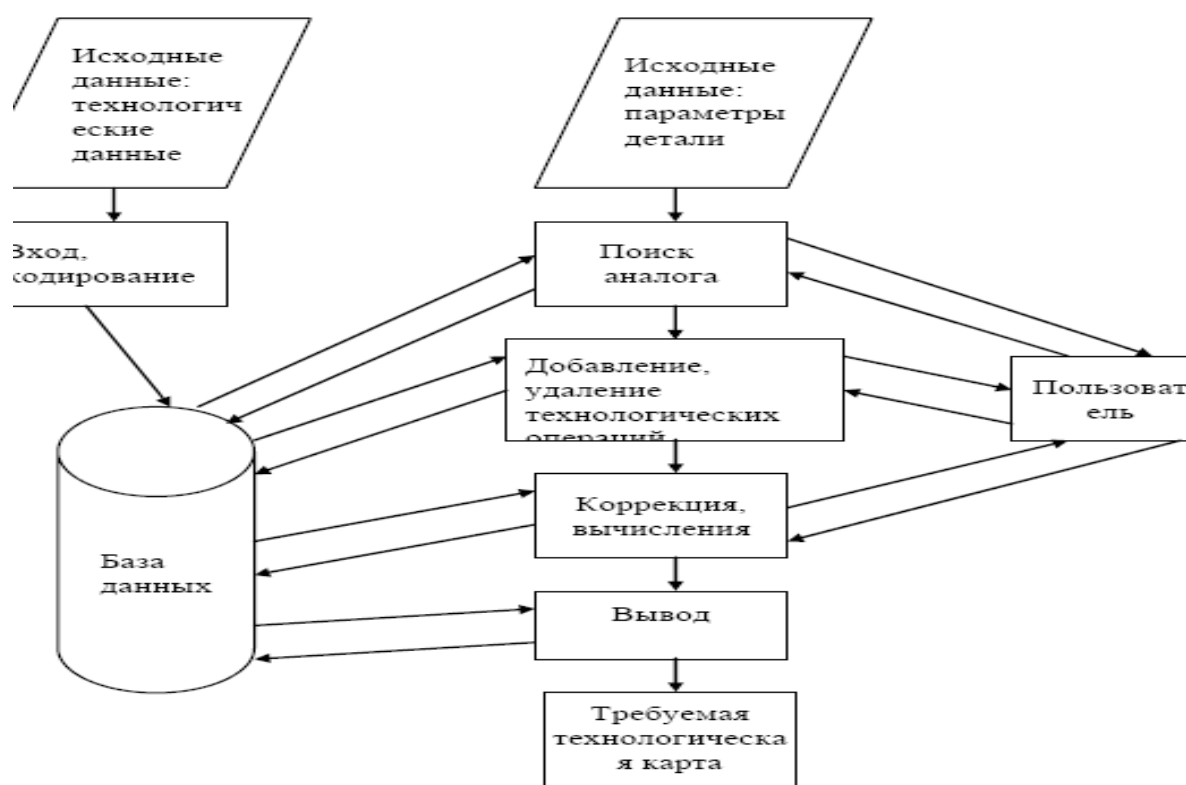 Исходные
данные:
технологич
еские
данные
Исходные
данные:
параметры
детали
Вход,
кодирование
Поиск
аналога
Добавление,
удаление
технологических
операций
Пользоват
ель
Коррекция,
вычисления
База
данных
Вывод
Требуемая
технологическа
я карта